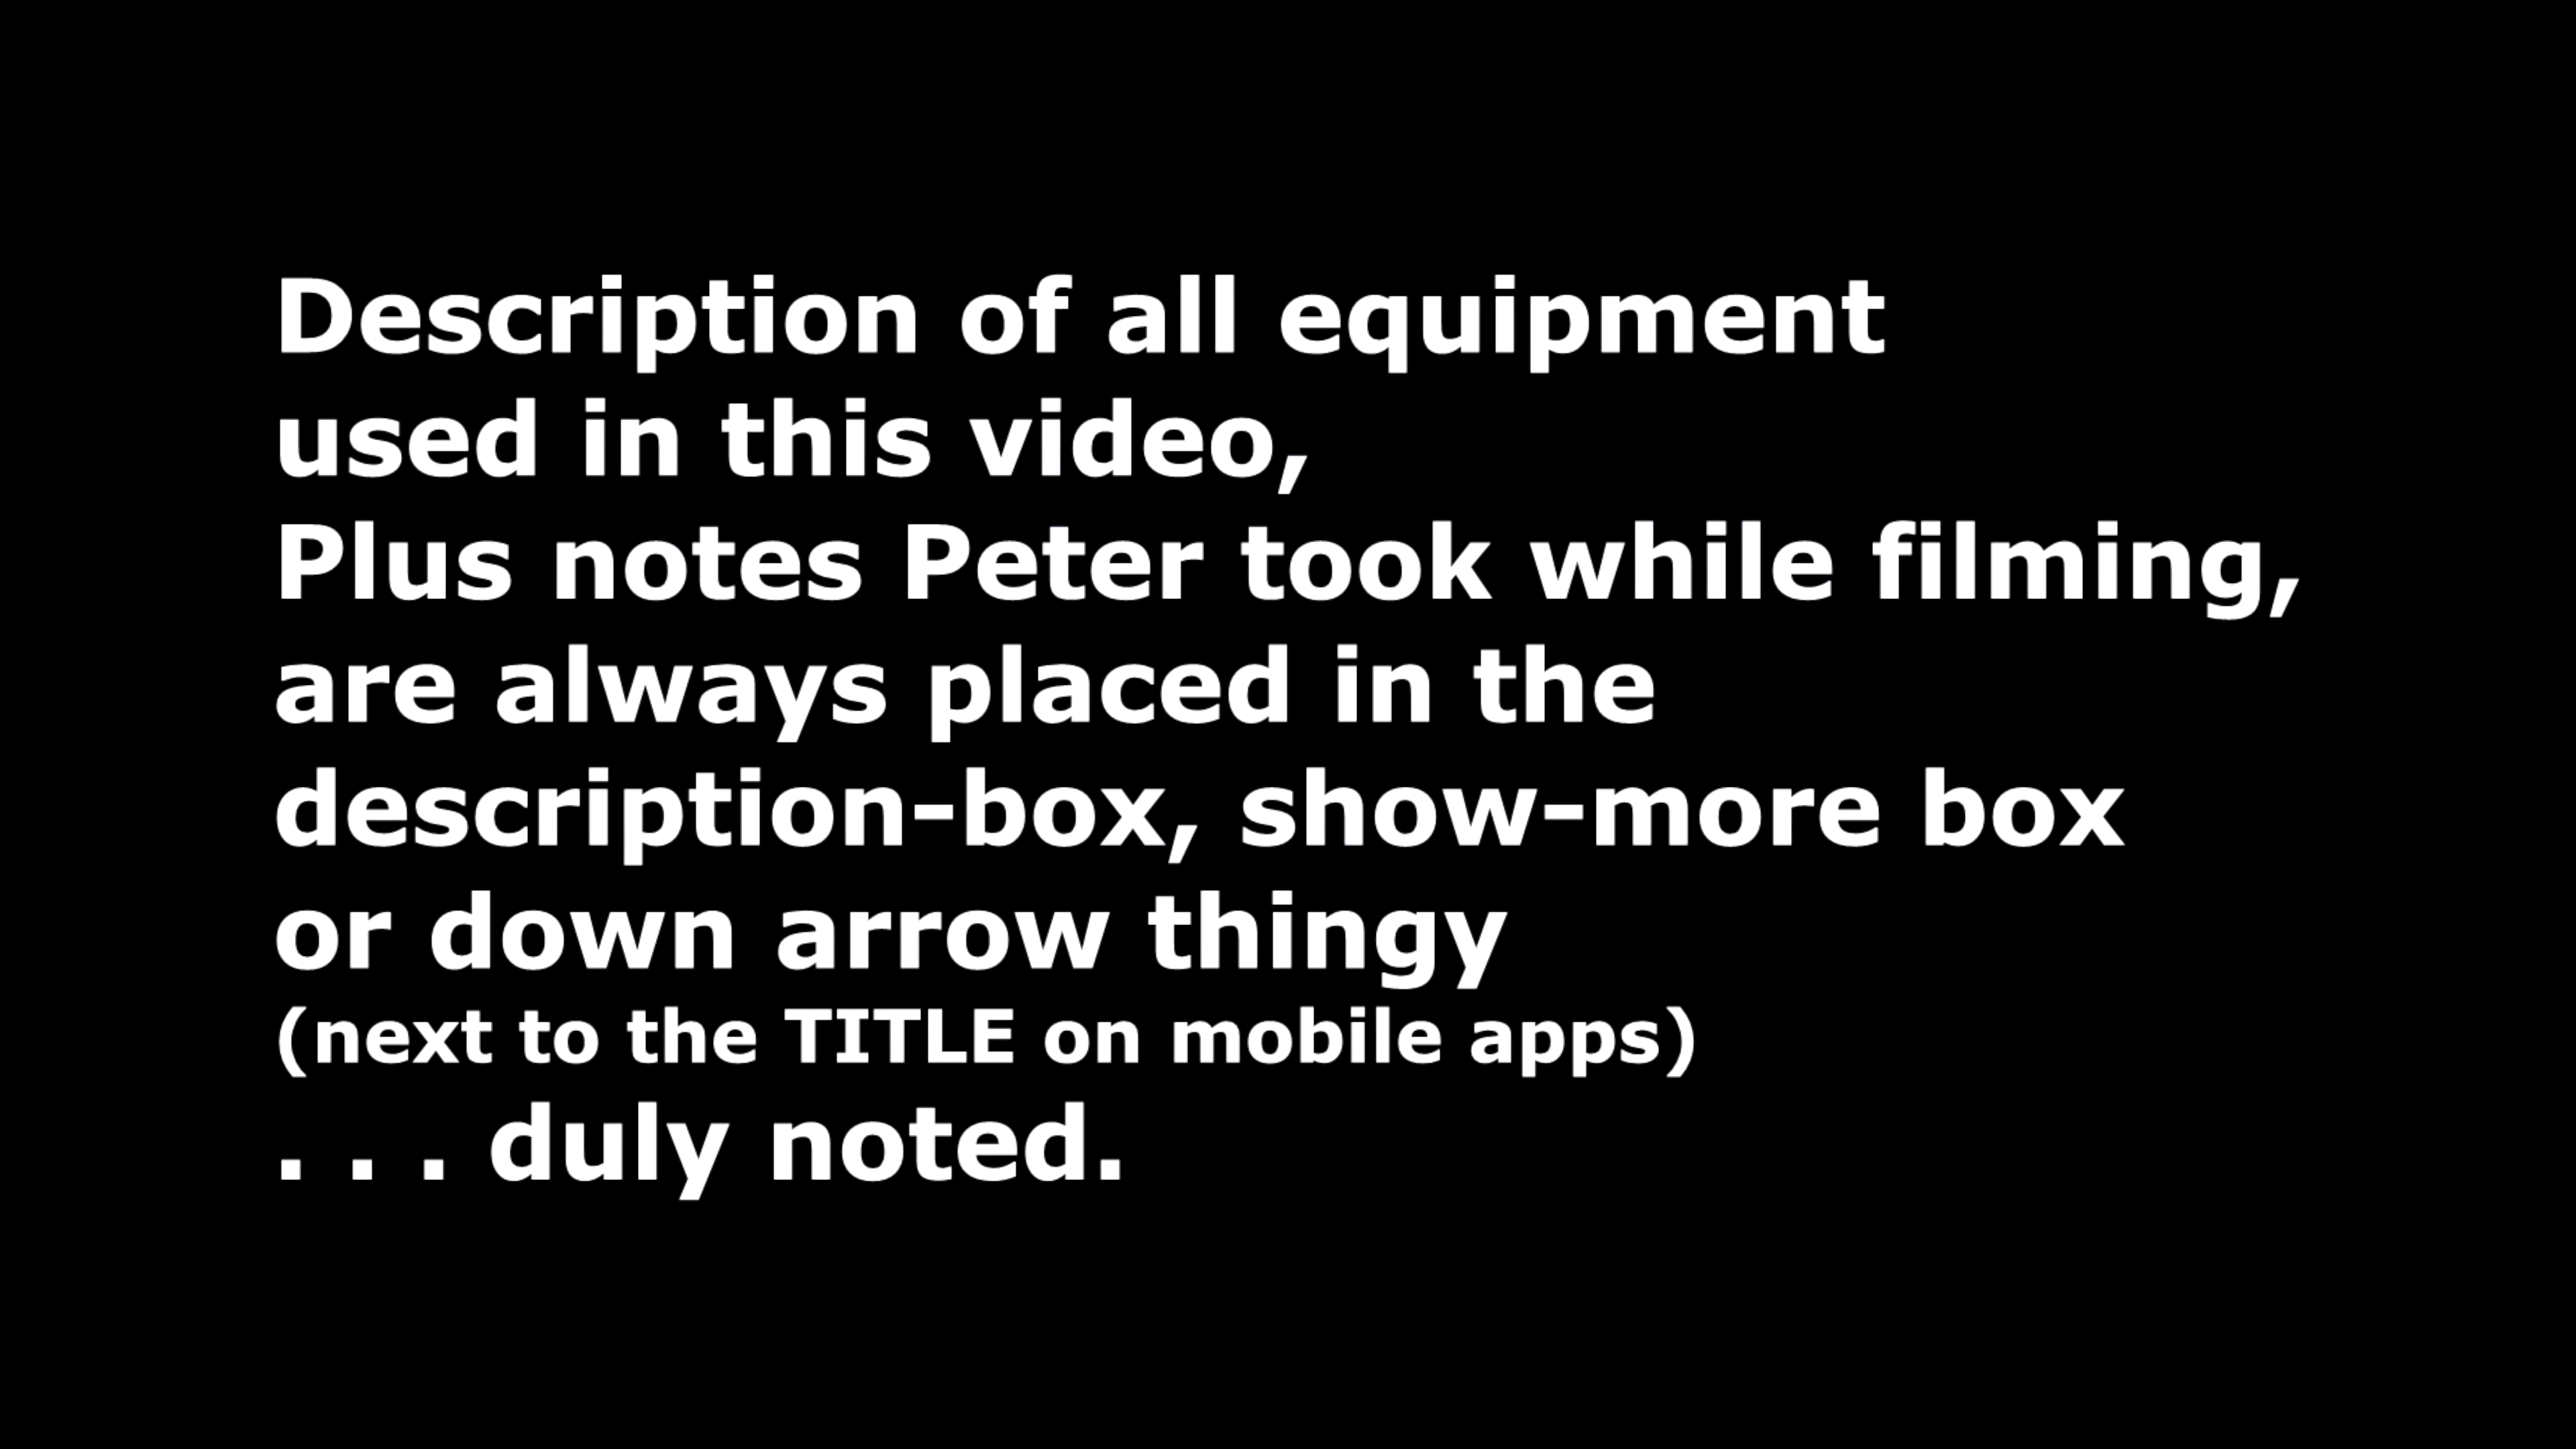 Description of all equipment
used in this video,
Plus notes Peter took while filming,
are always placed in the
description-box, show-more box
or down arrow thingy
(next to the TITLE on mobile apps)
. . . duly noted.